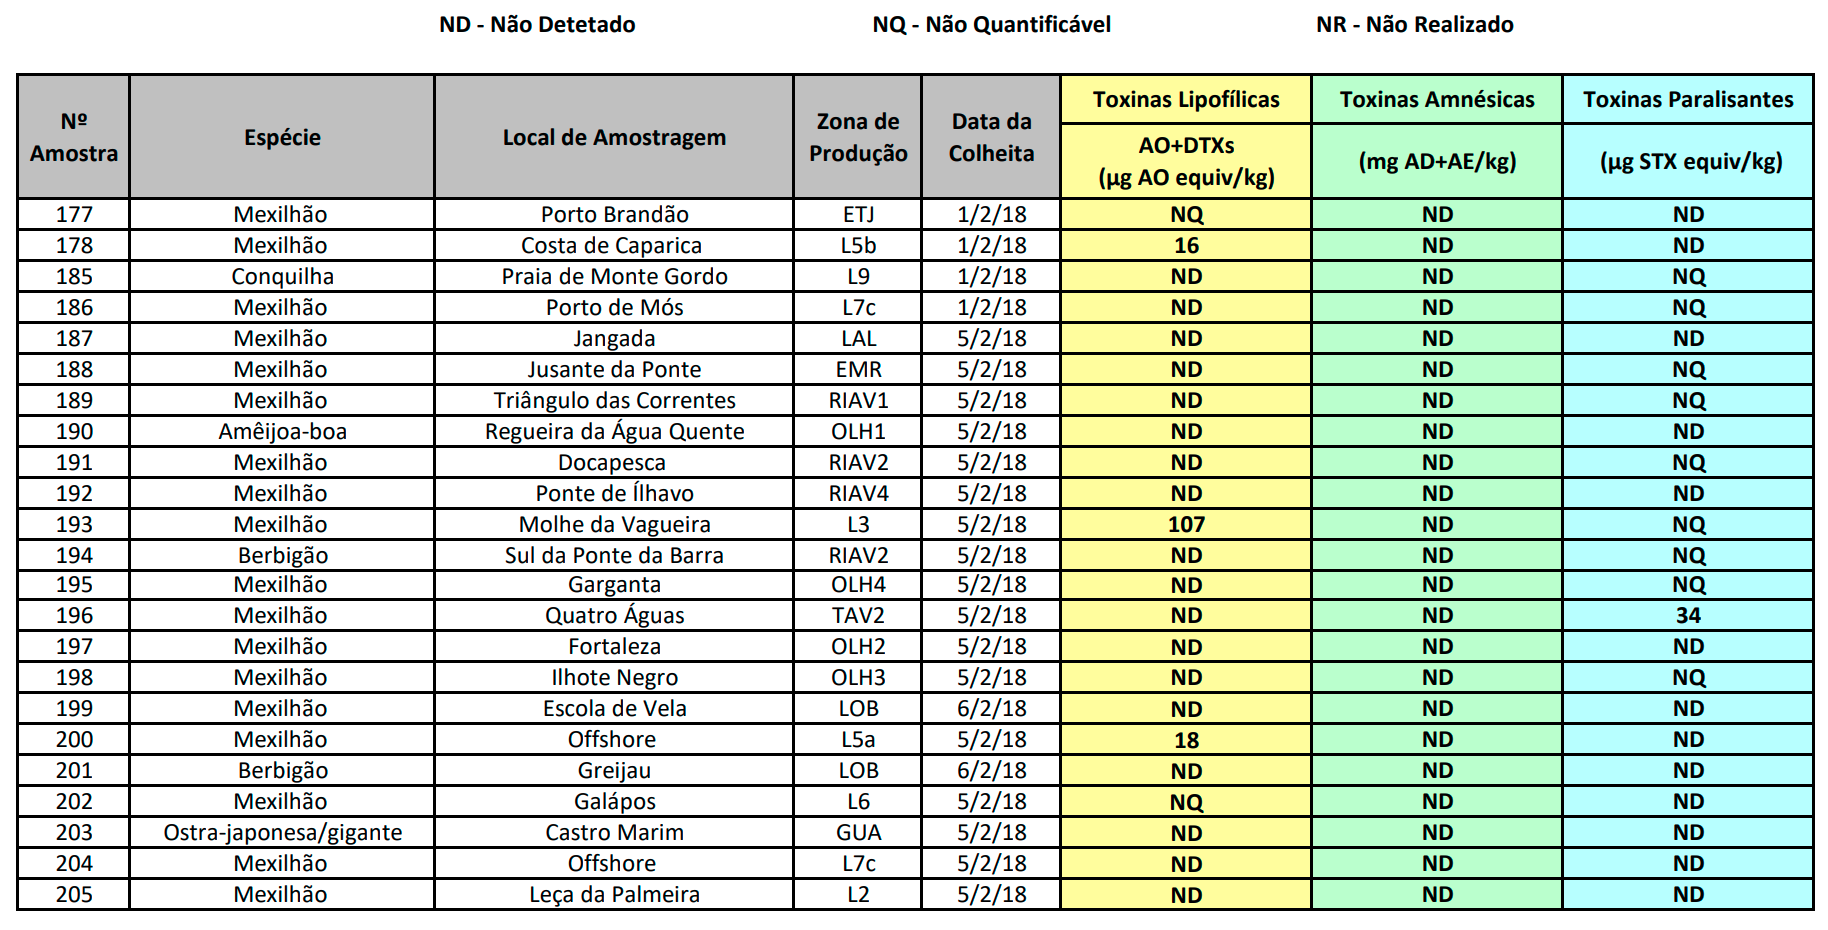 ND - Não Detetado NQ - Não Quantificável NR - Não Realizado
Nº Amostra Espécie Local de Amostragem Zona de Produção Data da Colheita Toxinas Lipofílicas Toxinas Amnésicas Toxinas Paralisantes
AO+DTXs (µg AO equiv/kg) (mg AD+AE/kg) (µg STX equiv/kg)
177 Mexilhão Porto Brandão ETJ 1/2/18 NQ ND ND
178 Mexilhão Costa de Caparica L5b 1/2/18 16 ND ND
185 Conquilha Praia de Monte Gordo L9 1/2/18 ND ND NQ
186 Mexilhão Porto de Mós L7c 1/2/18 ND ND NQ
187 Mexilhão Jangada LAL 5/2/18 ND ND ND
188 Mexilhão Jusante da Ponte EMR 5/2/18 ND ND NQ
189 Mexilhão Triângulo das Correntes RIAV1 5/2/18 ND ND NQ
190 Amêijoa-boa Regueira da Água Quente OLH1 5/2/18 ND ND ND
191 Mexilhão Docapesca RIAV2 5/2/18 ND ND NQ
192 Mexilhão Ponte de Ílhavo RIAV4 5/2/18 ND ND ND
193 Mexilhão Molhe da Vagueira L3 5/2/18 107 ND NQ
194 Berbigão Sul da Ponte da Barra RIAV2 5/2/18 ND ND NQ
195 Mexilhão Garganta OLH4 5/2/18 ND ND NQ
196 Mexilhão Quatro Águas TAV2 5/2/18 ND ND 34
197 Mexilhão Fortaleza OLH2 5/2/18 ND ND ND
198 Mexilhão Ilhote Negro OLH3 5/2/18 ND ND NQ
199 Mexilhão Escola de Vela LOB 6/2/18 ND ND ND
200 Mexilhão Offshore L5a 5/2/18 18 ND ND
201 Berbigão Greijau LOB 6/2/18 ND ND ND
202 Mexilhão Galápos L6 5/2/18 NQ ND ND
203 Ostra-japonesa/gigante Castro Marim GUA 5/2/18 ND ND ND
204 Mexilhão Offshore L7c 5/2/18 ND ND ND
205 Mexilhão Leça da Palmeira L2 5/2/18 ND ND ND